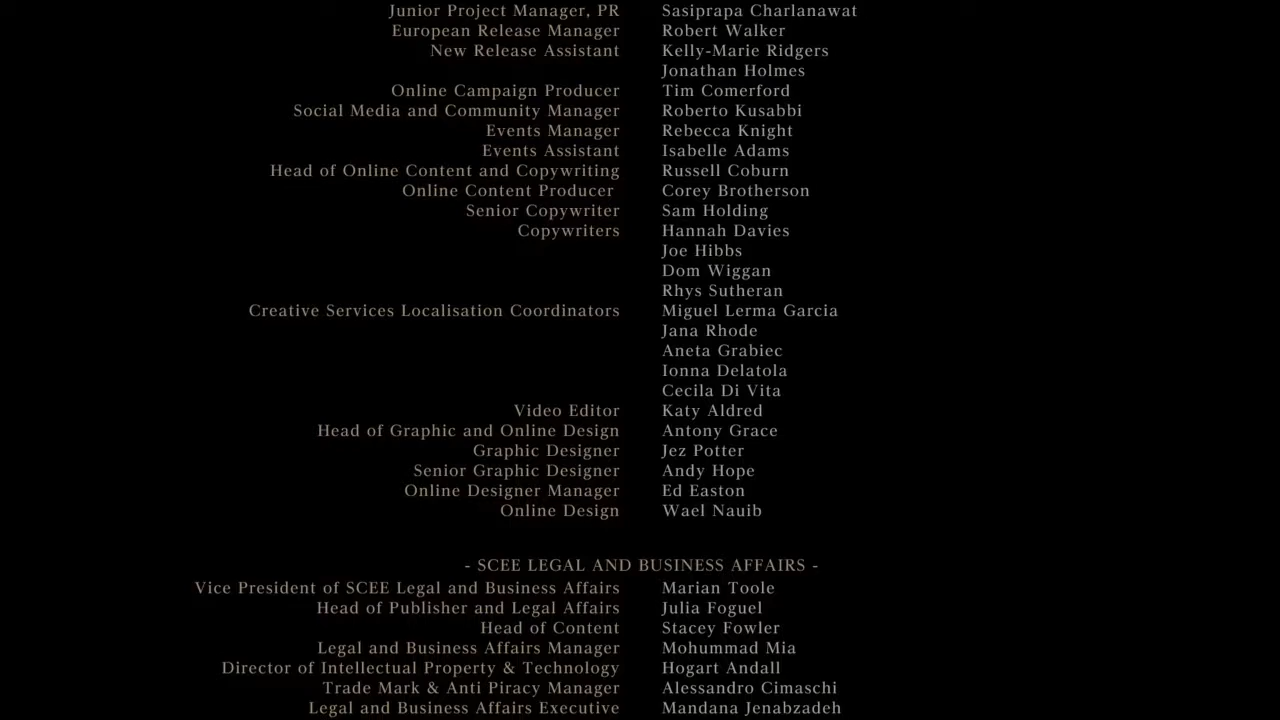 Junior Project Manager, PR Sasiprapa Charlanawat
European Release Manager Robert Walker
New Release Assistant Kelly-Marie Ridgers
Jonathan Holmes
Online Campaign Producer Tim Comerford
Social Media and Community Manager Roberto Kusabbi
Events Manager Rebecca Knight
Events Assistant Isabelle Adams
Head of Online Content and Copywriting Russell Coburn
Online Content Producer Corey Brotherson
Senior Copywriter Sam Holding
Copywriters Hannah Davies
Joe Hibbs
Dom Wiggan
Rhys Sutheran
Creative Services Localisation Coordinators Miguel Lerma Garcia
Jana Rhode
Aneta Grabiec
Ionna Delatola
Cecila Di Vita
Video Editor Katy Aldred
Head of Graphic and Online Design Antony Grace
Graphic Designer Jez Potter
Senior Graphic Designer Andy Hope
Online Designer Manager Ed Easton
Online Design Wael Nauib
- SCEE LEGAL AND BUSINESS AFFAIRS -
Vice President of SCEE Legal and Business Affairs Marian Toole
Head of Publisher and Legal Affairs Julia Foguel
Head of Content Stacey Fowler
Legal and Business Affairs Manager Mohummad Mia
Director of Intellectual Property & Technology Hogart Andall
Trade Mark & Anti Piracy Manager Alessandro Cimaschi
Legal and Business Affairs Executive Mandana Jenabzadeh